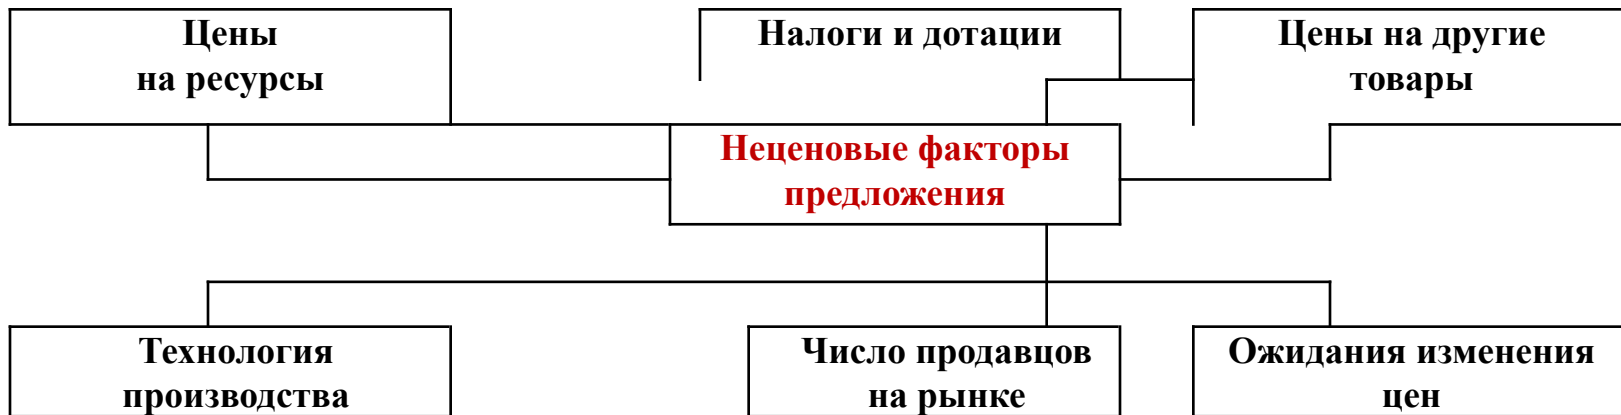 Цены
на ресурсы
Налоги и дотации
Цены на другие
товары
Неценовые факторы
предложения
Технология
производства
Число продавцов
на рынке
Ожидания изменения
цен